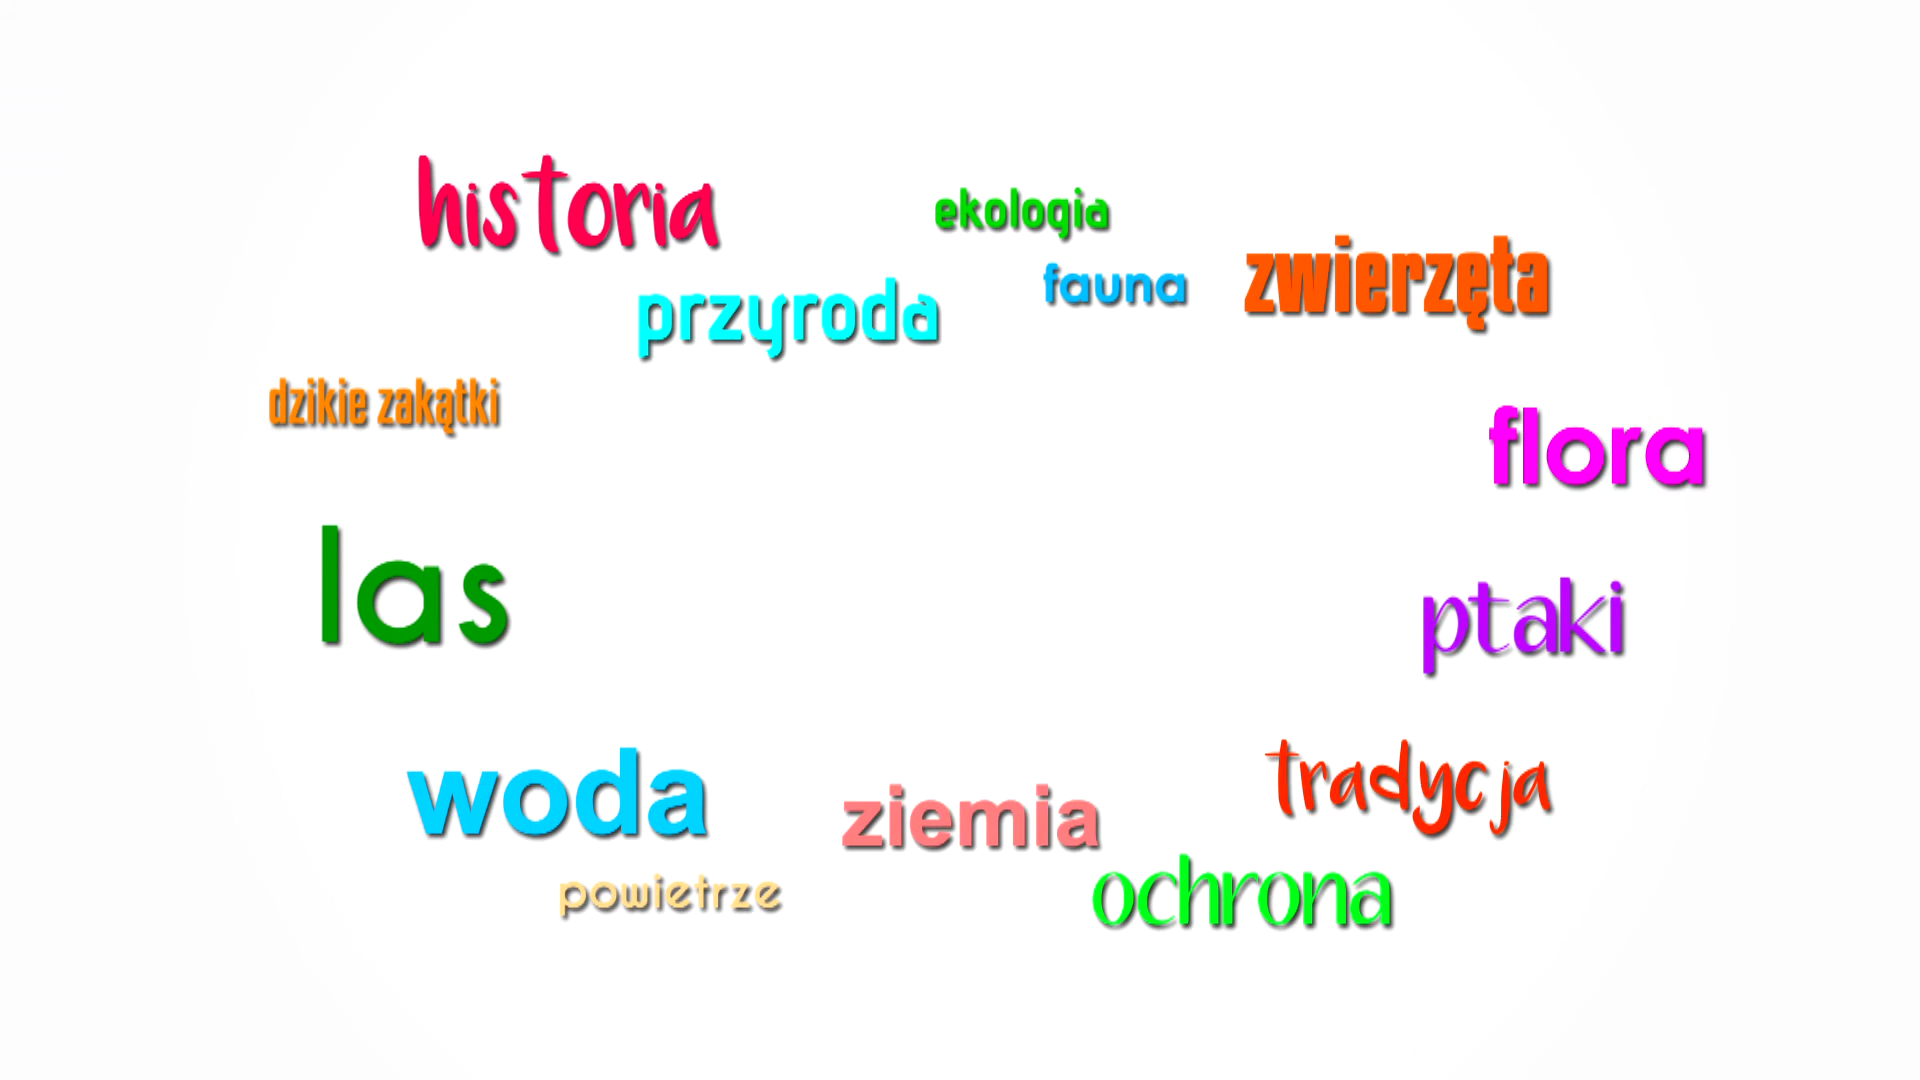 historia
ekologia
zwierzęta
fauna
przyroda
dzikie zakątki
flora
las
ptaki
woda
tradycja
ziemia
powietrze
ochrona